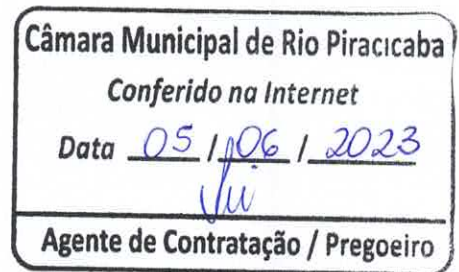 Câmara Municipal de Rio Piracicaba
Conferido na Internet
Data 05 / 06 / 2023
Agente de Contratação / Pregoeiro